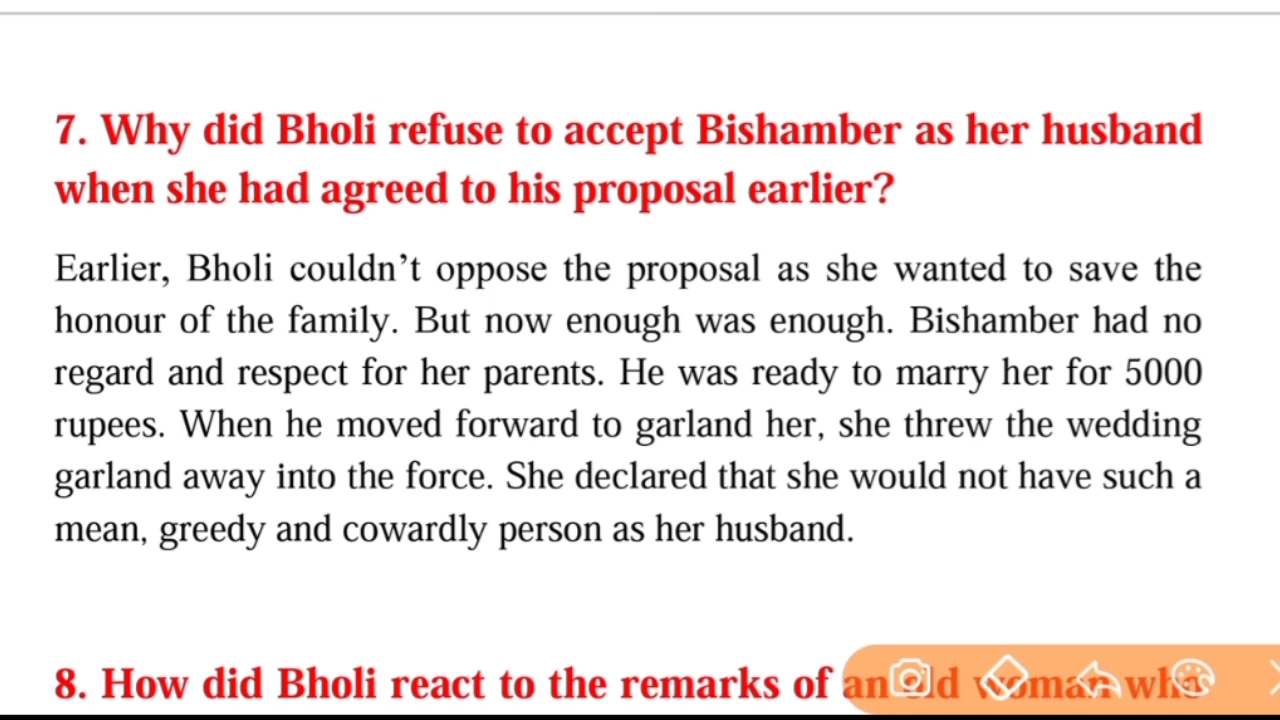 7. Why did Bholi refuse to accept Bishamber as her husband
when she had agreed to his proposal earlier?
Earlier, Bholi couldn’t oppose the proposal as she wanted to save the
honour of the family. But now enough was enough. Bishamber had no
regard and respect for her parents. He was ready to marry her for 5000
rupees. When he moved forward to garland her, she threw the wedding
garland away into the force. She declared that she would not have such a
mean, greedy and cowardly person as her husband.
8. How did Bholi react to the remarks of an old woman who